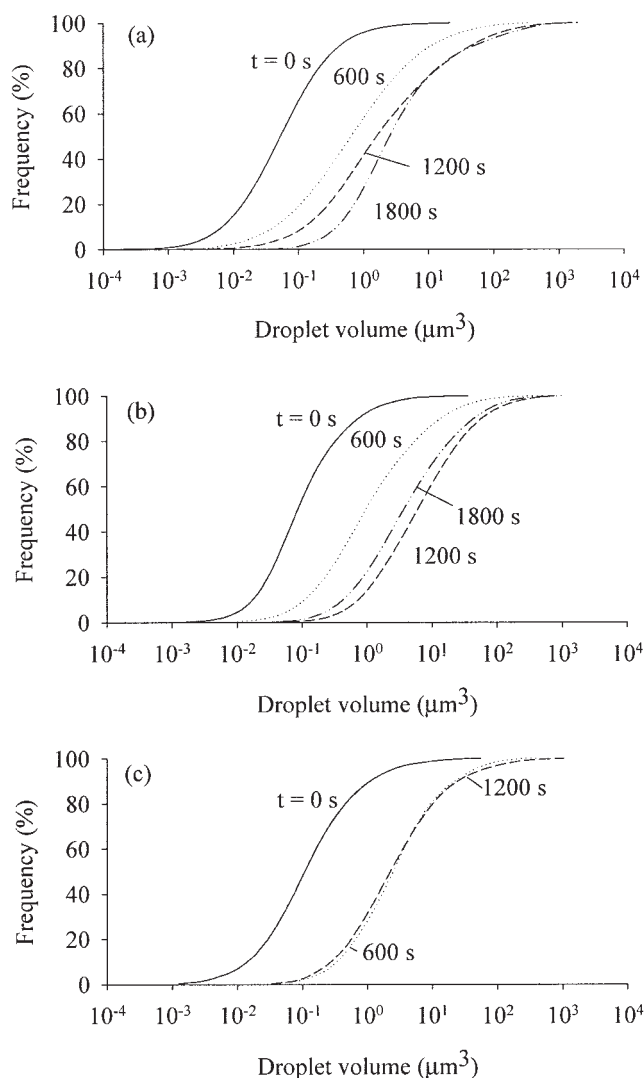 (a)
Frequency (%)
100
80
60
40
20
0
t = 0 s
600 s
1200 s
1800 s
10⁻⁴ 10⁻³ 10⁻² 10⁻¹ 10⁰ 10¹ 10² 10³ 10⁴
Droplet volume (μm³)
(b)
Frequency (%)
100
80
60
40
20
0
t = 0 s
600 s
1800 s
1200 s
10⁻⁴ 10⁻³ 10⁻² 10⁻¹ 10⁰ 10¹ 10² 10³ 10⁴
Droplet volume (μm³)
(c)
Frequency (%)
100
80
60
40
20
0
t = 0 s
1200 s
600 s
10⁻⁴ 10⁻³ 10⁻² 10⁻¹ 10⁰ 10¹ 10² 10³ 10⁴
Droplet volume (μm³)